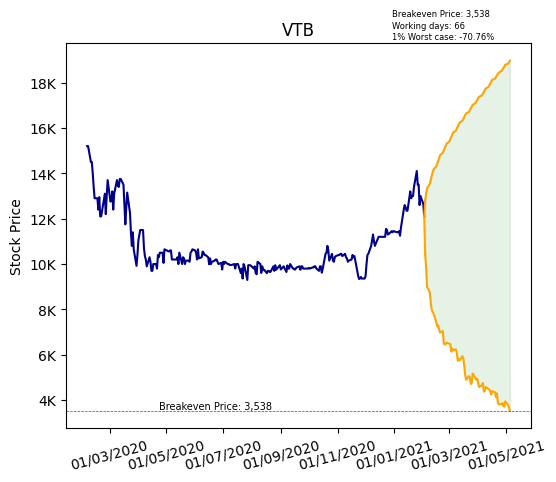 Breakeven Price: 3,538
Working days: 66
1% Worst case: -70.76%
VTB
Stock Price
18K
16K
14K
12K
10K
8K
6K
4K
Breakeven Price: 3,538
01/03/2020
01/05/2020
01/07/2020
01/09/2020
01/11/2020
01/01/2021
01/03/2021
01/05/2021